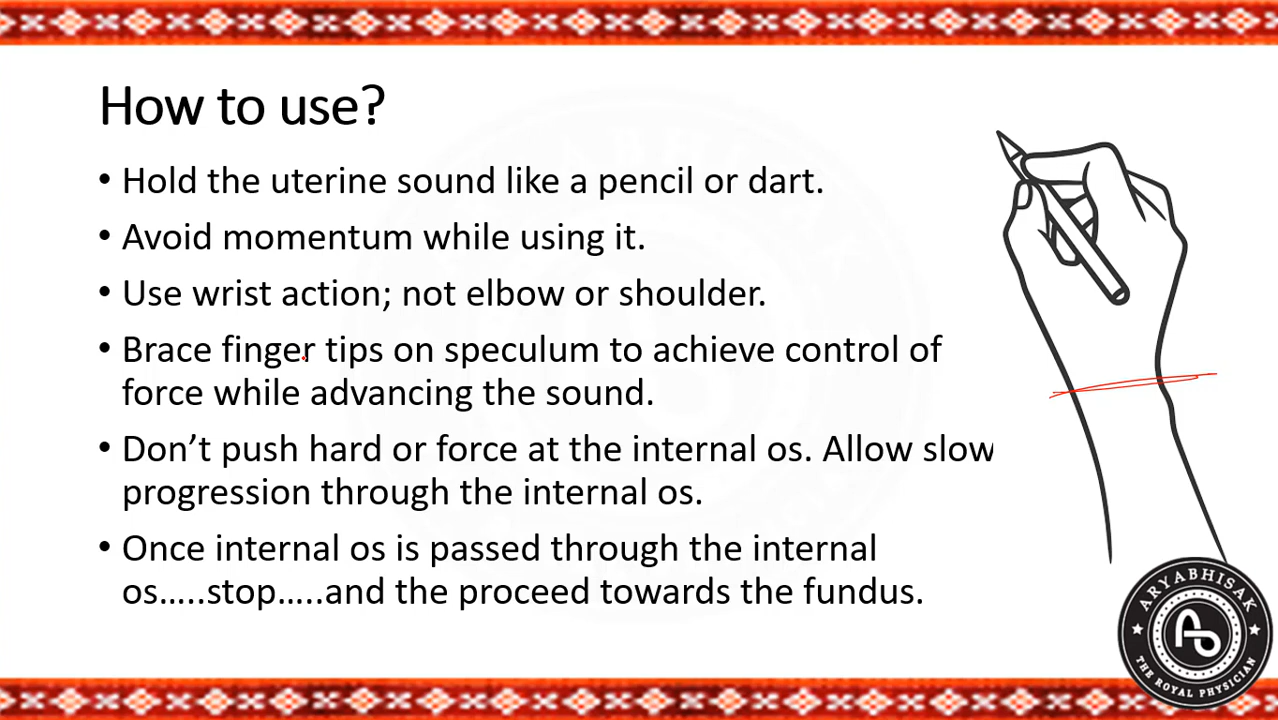 How to use?
• Hold the uterine sound like a pencil or dart.
• Avoid momentum while using it.
• Use wrist action; not elbow or shoulder.
• Brace finger tips on speculum to achieve control of
force while advancing the sound.
• Don’t push hard or force at the internal os. Allow slow
progression through the internal os.
• Once internal os is passed through the internal
os…..stop…..and the proceed towards the fundus.
ARYABHISAK
THE ROYAL PHYSICIAN